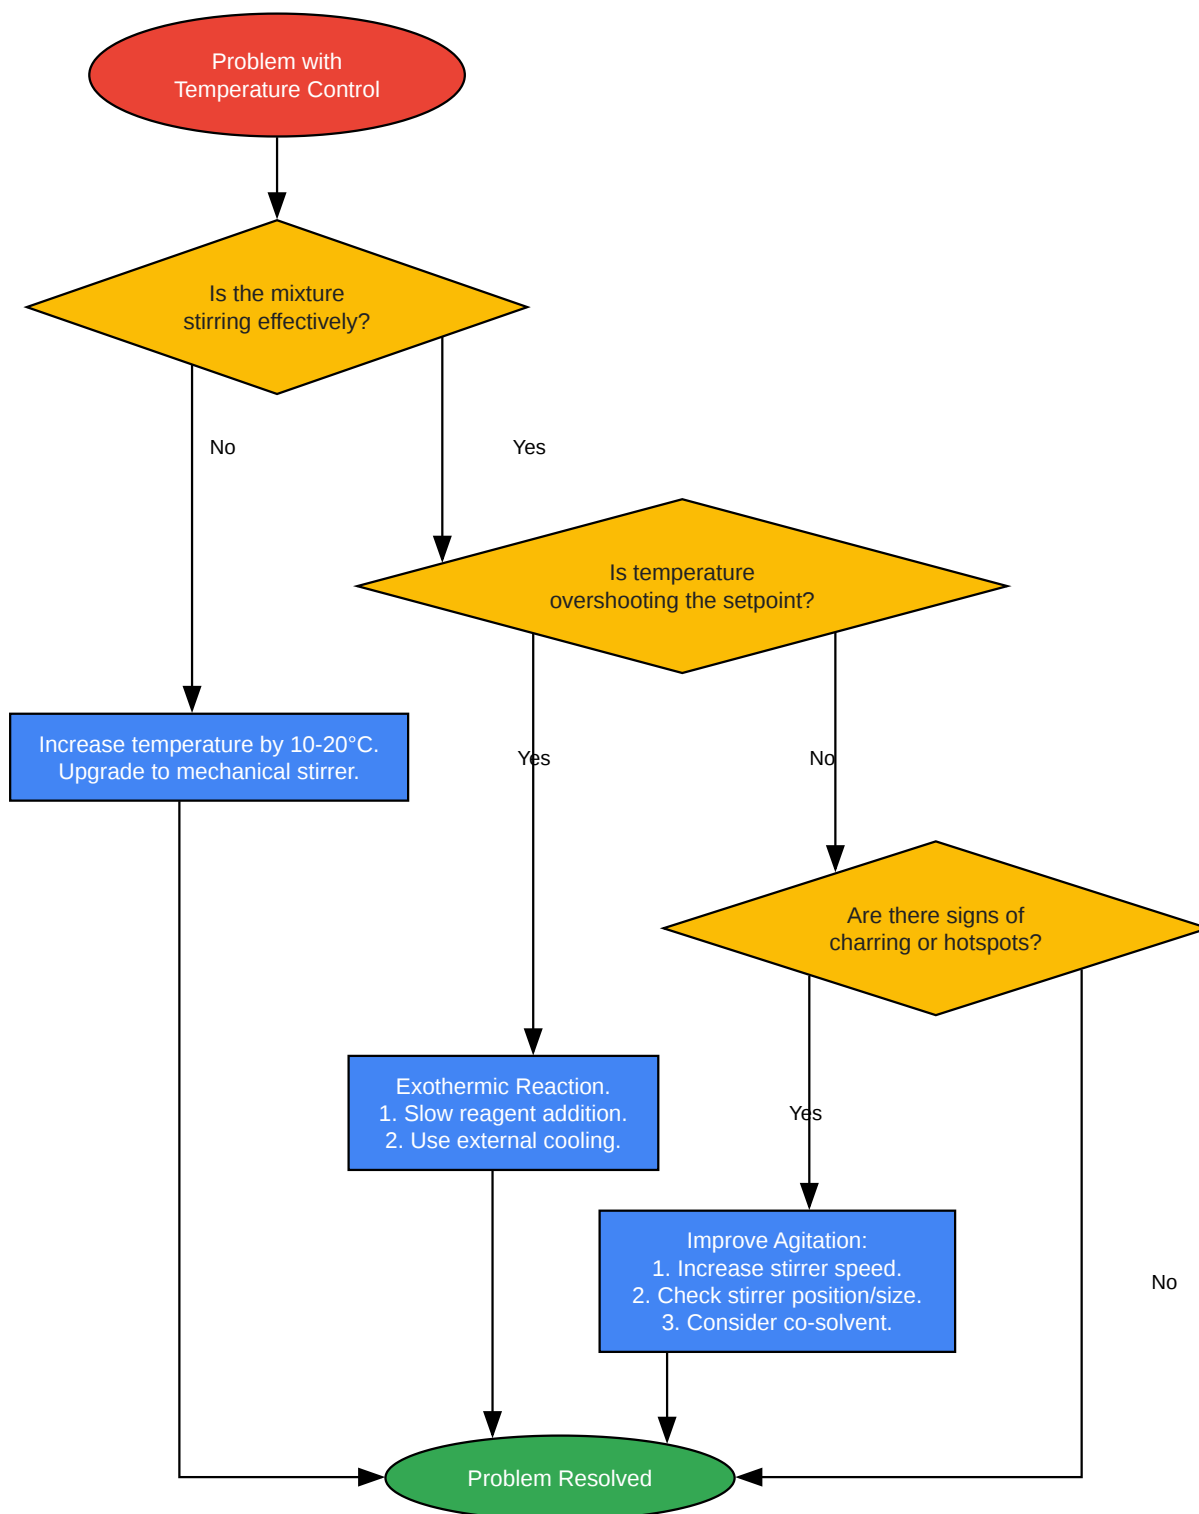 Problem with
Temperature Control
Is the mixture
stirring effectively?
No
Yes
Is temperature
overshooting the setpoint?
Increase temperature by 10-20°C.
Upgrade to mechanical stirrer.
Yes
No
Are there signs of
charring or hotspots?
Exothermic Reaction.
1. Slow reagent addition.
2. Use external cooling.
Yes
Improve Agitation:
1. Increase stirrer speed.
2. Check stirrer position/size.
3. Consider co-solvent.
No
Problem Resolved